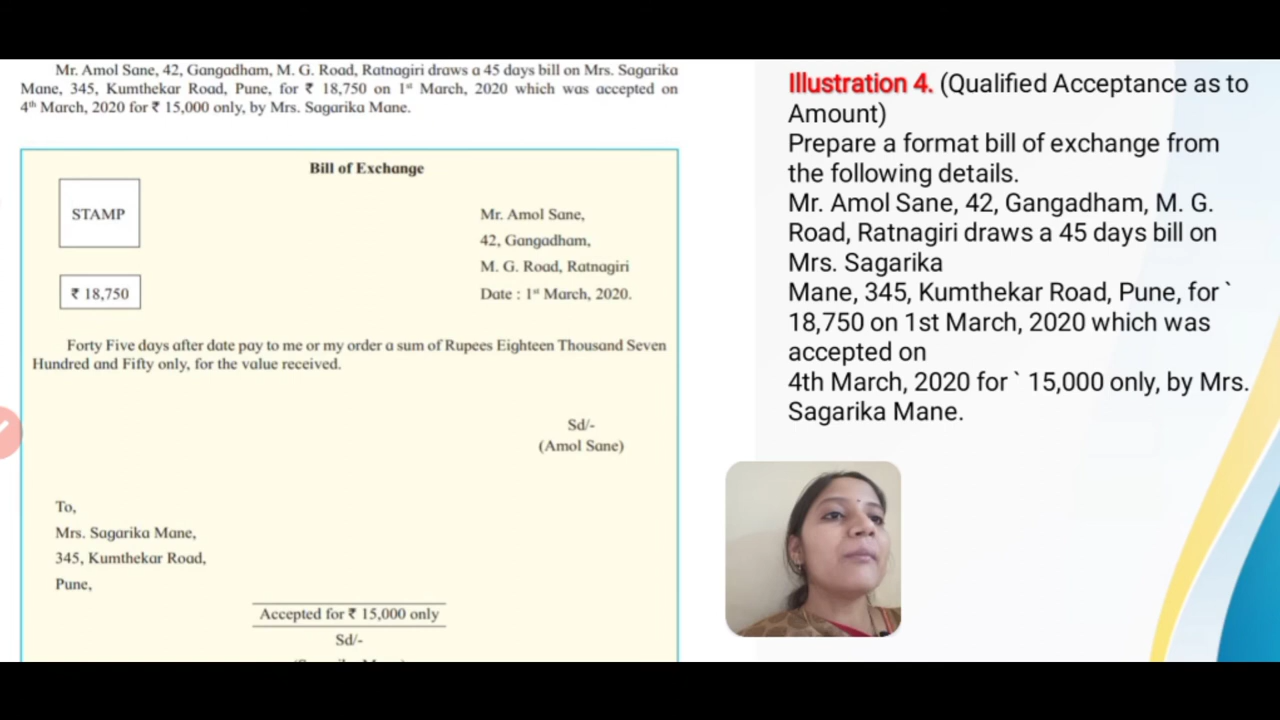 Mr. Amol Sane, 42, Gangadham, M. G. Road, Ratnagiri draws a 45 days bill on Mrs. Sagarika
Mane, 345, Kumthekar Road, Pune, for ₹ 18,750 on 1st March, 2020 which was accepted on
4th March, 2020 for ₹ 15,000 only, by Mrs. Sagarika Mane.
Bill of Exchange
STAMP
Mr. Amol Sane,
42, Gangadham,
M. G. Road, Ratnagiri
₹ 18,750
Date : 1st March, 2020.
Forty Five days after date pay to me or my order a sum of Rupees Eighteen Thousand Seven
Hundred and Fifty only, for the value received.
Sd/-
(Amol Sane)
To,
Mrs. Sagarika Mane,
345, Kumthekar Road,
Pune,
Accepted for ₹ 15,000 only
Sd/-
Illustration 4. (Qualified Acceptance as to
Amount)
Prepare a format bill of exchange from
the following details.
Mr. Amol Sane, 42, Gangadham, M. G.
Road, Ratnagiri draws a 45 days bill on
Mrs. Sagarika
Mane, 345, Kumthekar Road, Pune, for `
18,750 on 1st March, 2020 which was
accepted on
4th March, 2020 for ` 15,000 only, by Mrs.
Sagarika Mane.